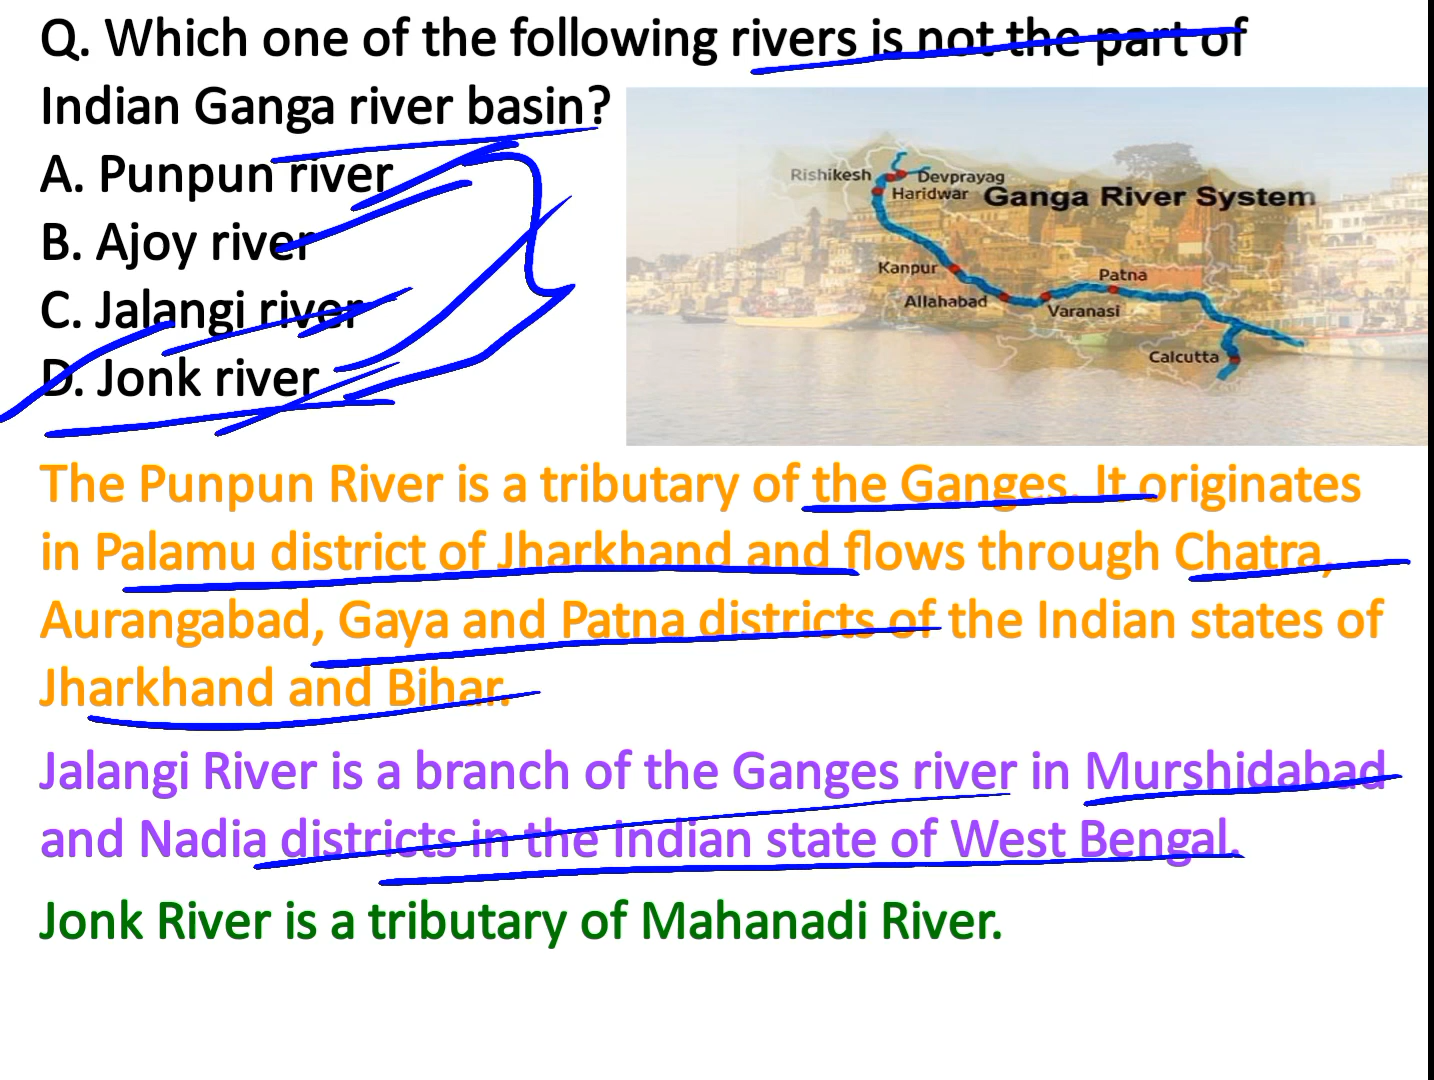 Q. Which one of the following rivers is not the part of
Indian Ganga river basin?
A. Punpun river
B. Ajoy river
C. Jalangi river
D. Jonk river
Rishikesh
Devprayag
Haridwar
Ganga River System
Kanpur
Patna
Allahabad
Varanasi
Calcutta
The Punpun River is a tributary of the Ganges. It originates
in Palamu district of Jharkhand and flows through Chatra,
Aurangabad, Gaya and Patna districts of the Indian states of
Jharkhand and Bihar.
Jalangi River is a branch of the Ganges river in Murshidabad
and Nadia districts in the Indian state of West Bengal.
Jonk River is a tributary of Mahanadi River.